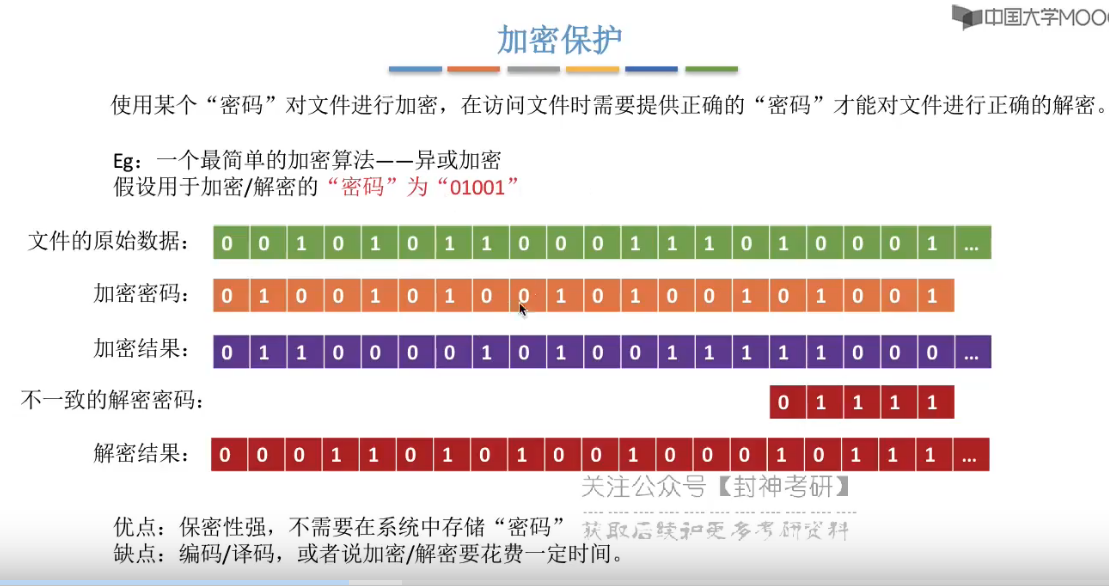 中国大学MOO
加密保护
使用某个“密码”对文件进行加密，在访问文件时需要提供正确的“密码”才能对文件进行正确的解密。
Eg：一个最简单的加密算法——异或加密
假设用于加密/解密的“密码”为“01001”
文件的原始数据： 0 0 1 0 1 0 1 1 0 0 0 1 1 1 0 1 0 0 0 1 ...
加密密码： 0 1 0 0 1 0 1 0 0 1 0 1 0 0 1 0 1 0 0 1
加密结果： 0 1 1 0 0 0 0 1 0 1 0 0 1 1 1 1 1 0 0 0 ...
不一致的解密密码： 0 1 1 1 1
解密结果： 0 0 0 1 1 0 1 0 1 0 0 1 0 0 0 1 0 1 1 1 ...
关注公众号【封神考研】
获取后续和更多考研资料
优点：保密性强，不需要在系统中存储“密码”
缺点：编码/译码，或者说加密/解密要花费一定时间。